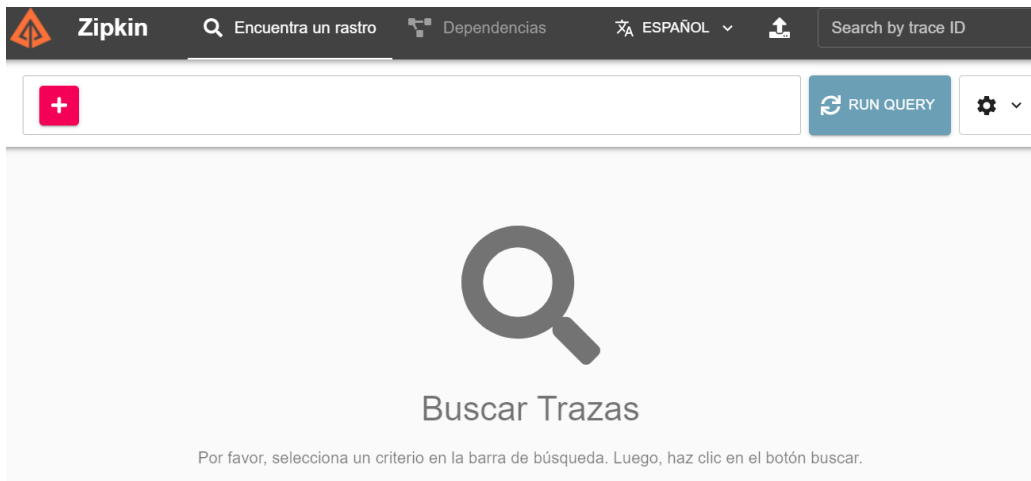 Zipkin Encuentra un rastro Dependencias ESPAÑOL Search by trace ID
RUN QUERY
Buscar Trazas
Por favor, selecciona un criterio en la barra de búsqueda. Luego, haz clic en el botón buscar.